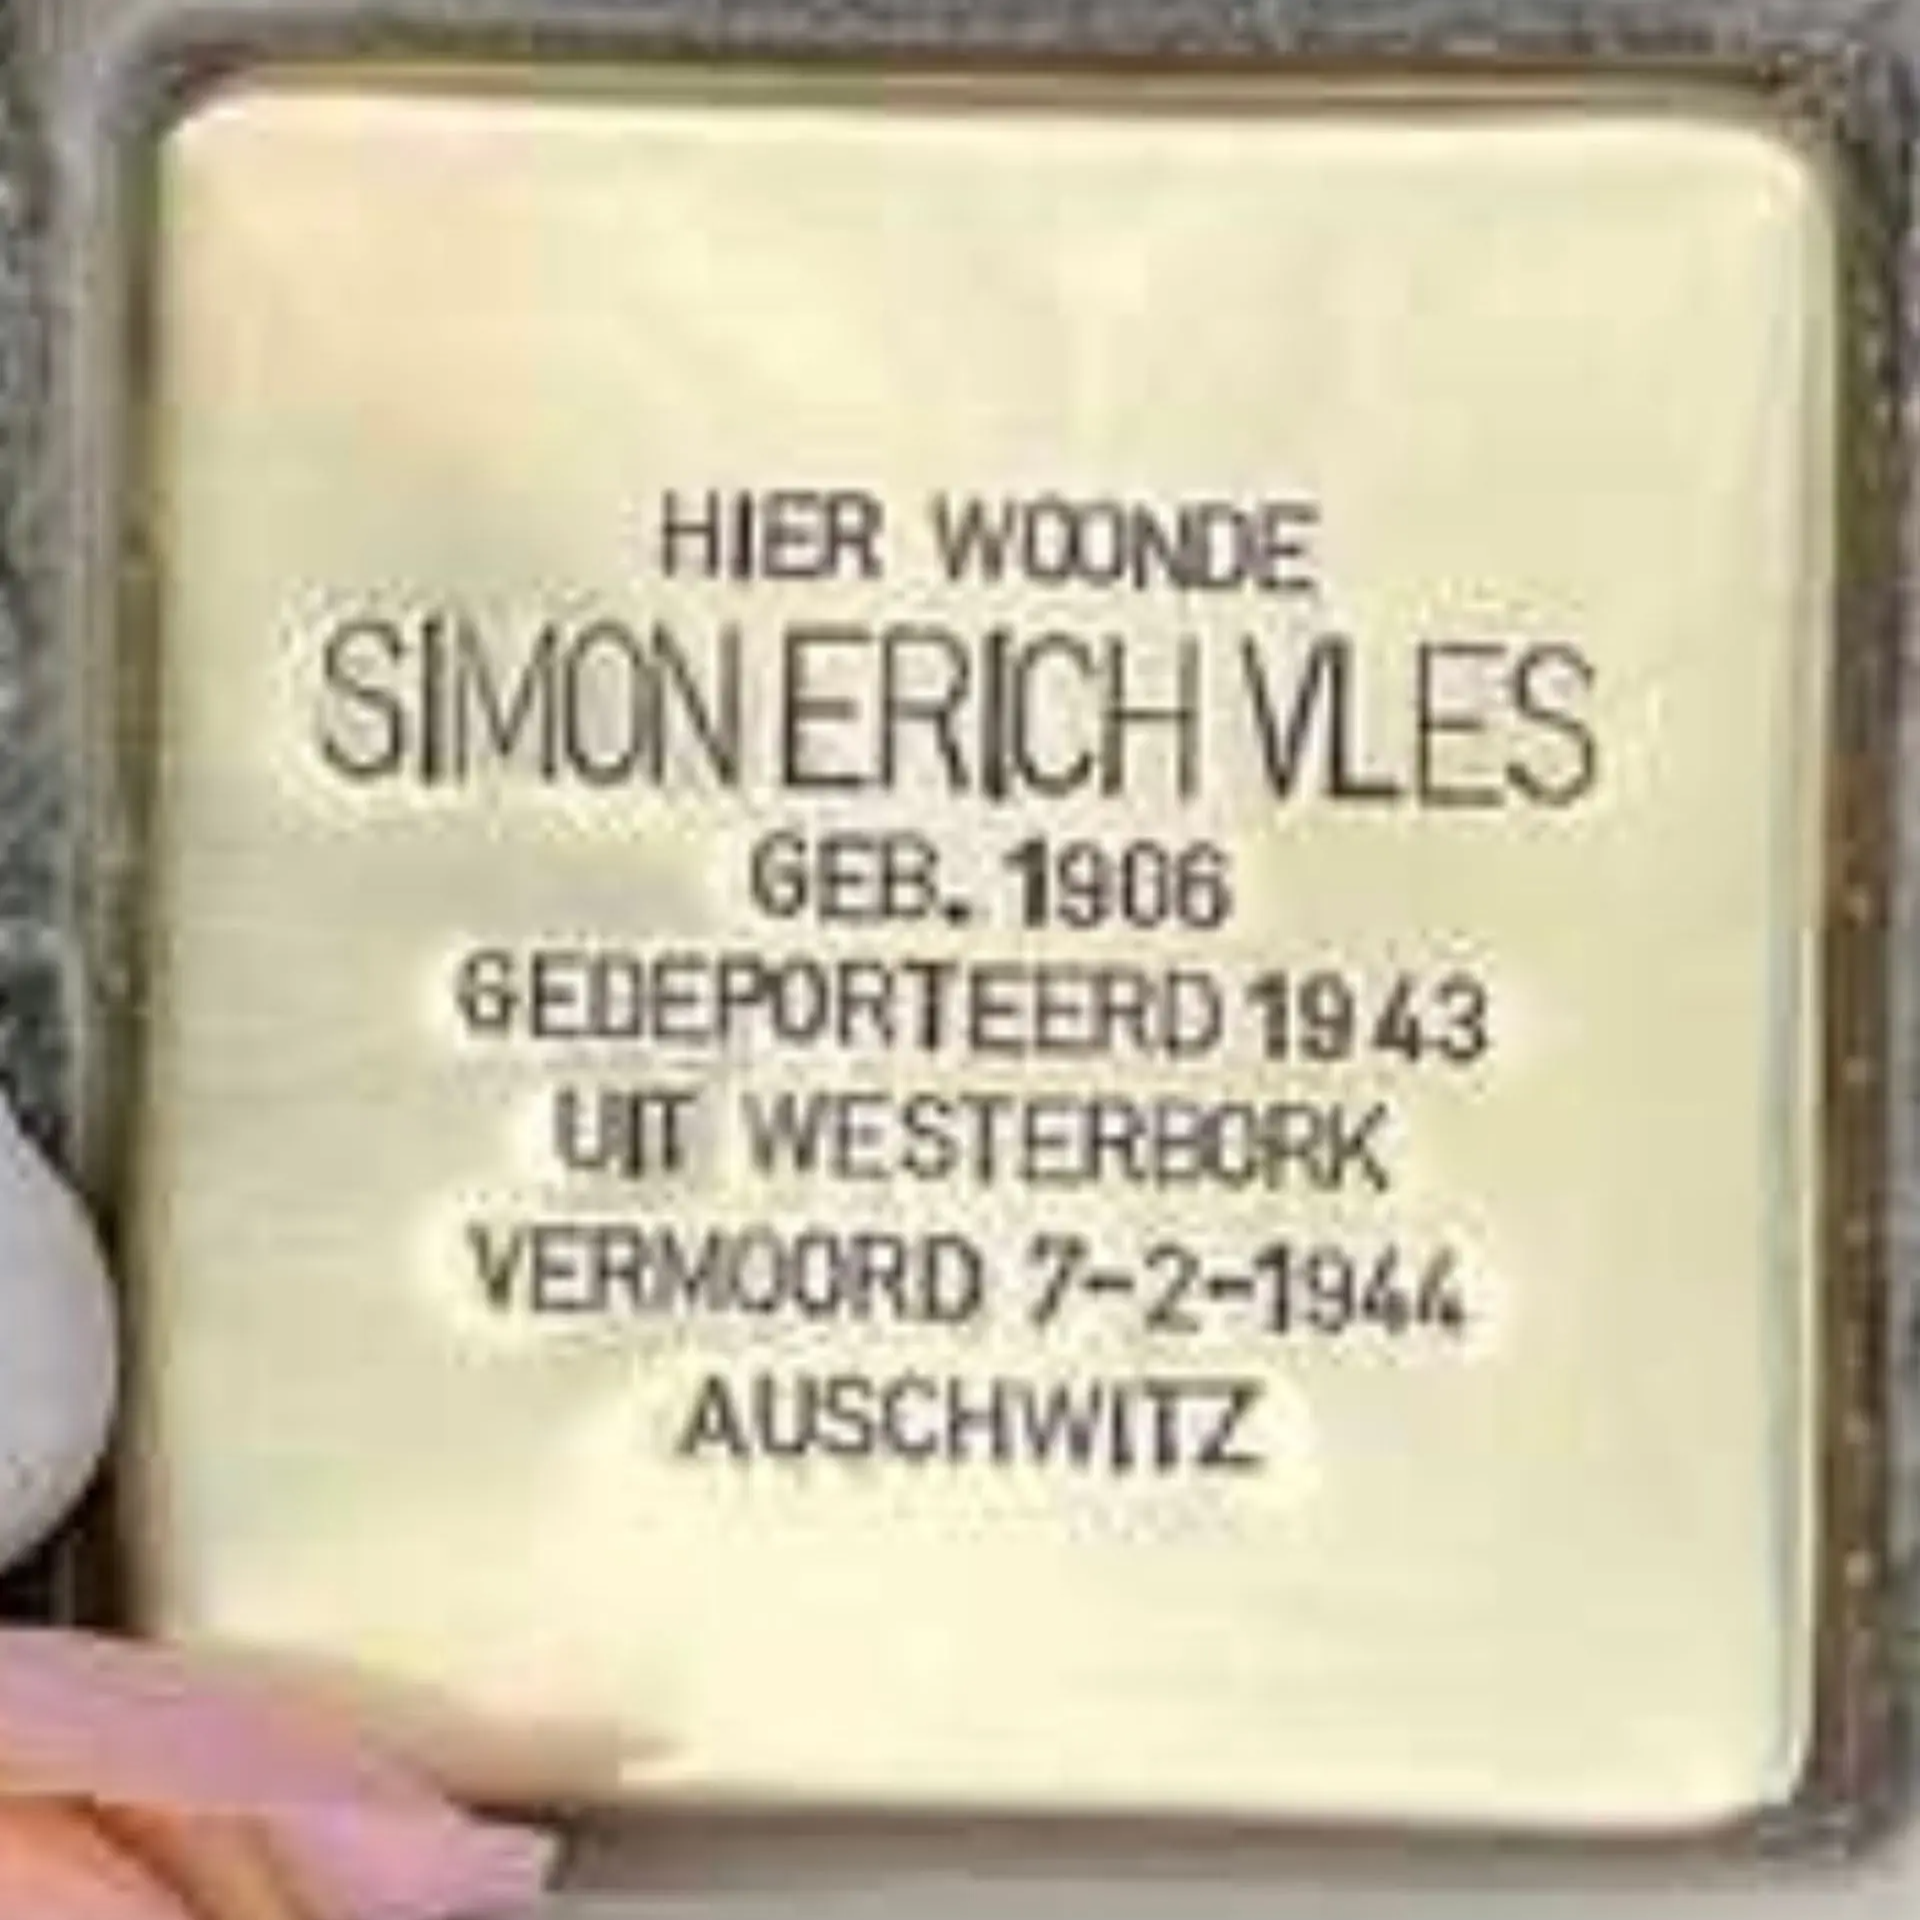 HIER WOONDE
SIMON ERICH VLES
GEB. 1906
GEDEPORTEERD 1943
UIT WESTERBORK
VERMOORD 7-2-1944
AUSCHWITZ